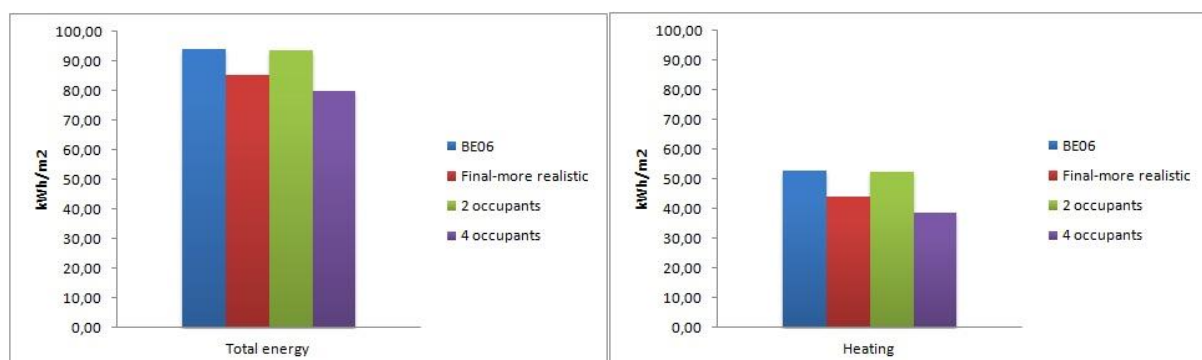 100,00
90,00
80,00
70,00
60,00
50,00
40,00
30,00
20,00
10,00
0,00
kWh/m2
Total energy
BE06
Final-more realistic
2 occupants
4 occupants
100,00
90,00
80,00
70,00
60,00
50,00
40,00
30,00
20,00
10,00
0,00
kWh/m2
Heating
BE06
Final-more realistic
2 occupants
4 occupants